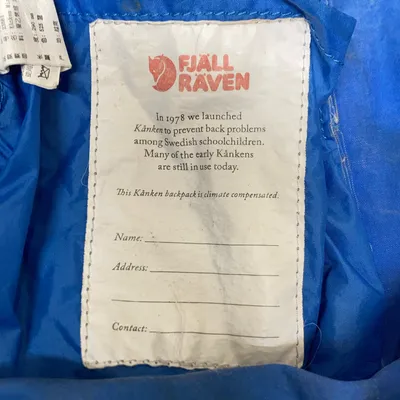 FJÄLL
RÄVEN
In 1978 we launched
Kånken to prevent back problems
among Swedish schoolchildren.
Many of the early Kånkens
are still in use today.
This Kånken backpack is climate compensated.
Name:
Address:
Contact: